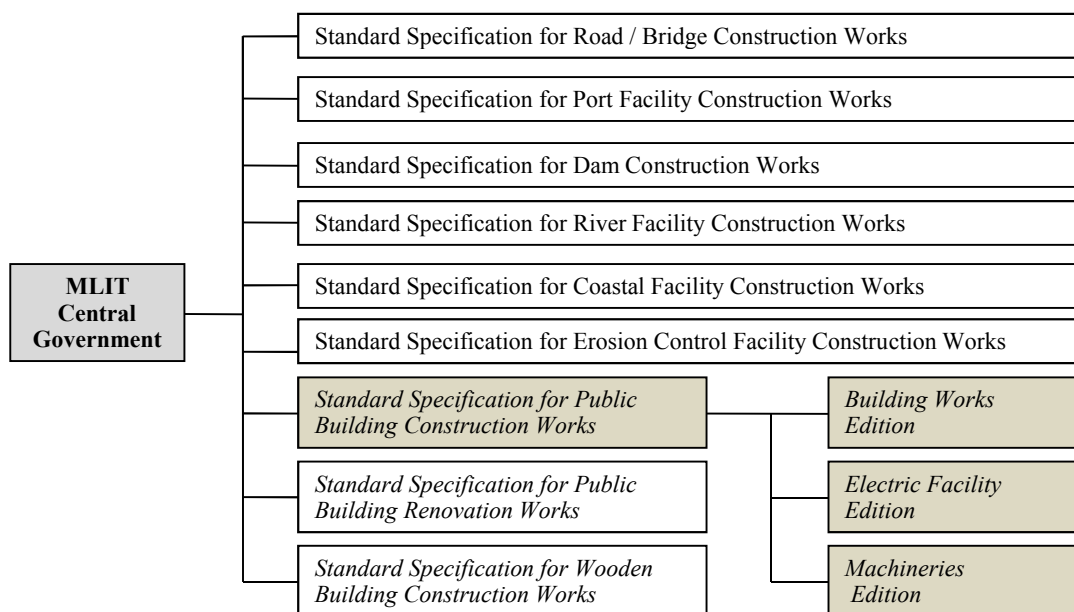 Standard Specification for Road / Bridge Construction Works
Standard Specification for Port Facility Construction Works
Standard Specification for Dam Construction Works
Standard Specification for River Facility Construction Works
MLIT
Central
Government
Standard Specification for Coastal Facility Construction Works
Standard Specification for Erosion Control Facility Construction Works
Standard Specification for Public
Building Construction Works
Building Works
Edition
Standard Specification for Public
Building Renovation Works
Electric Facility
Edition
Standard Specification for Wooden
Building Construction Works
Machineries
Edition